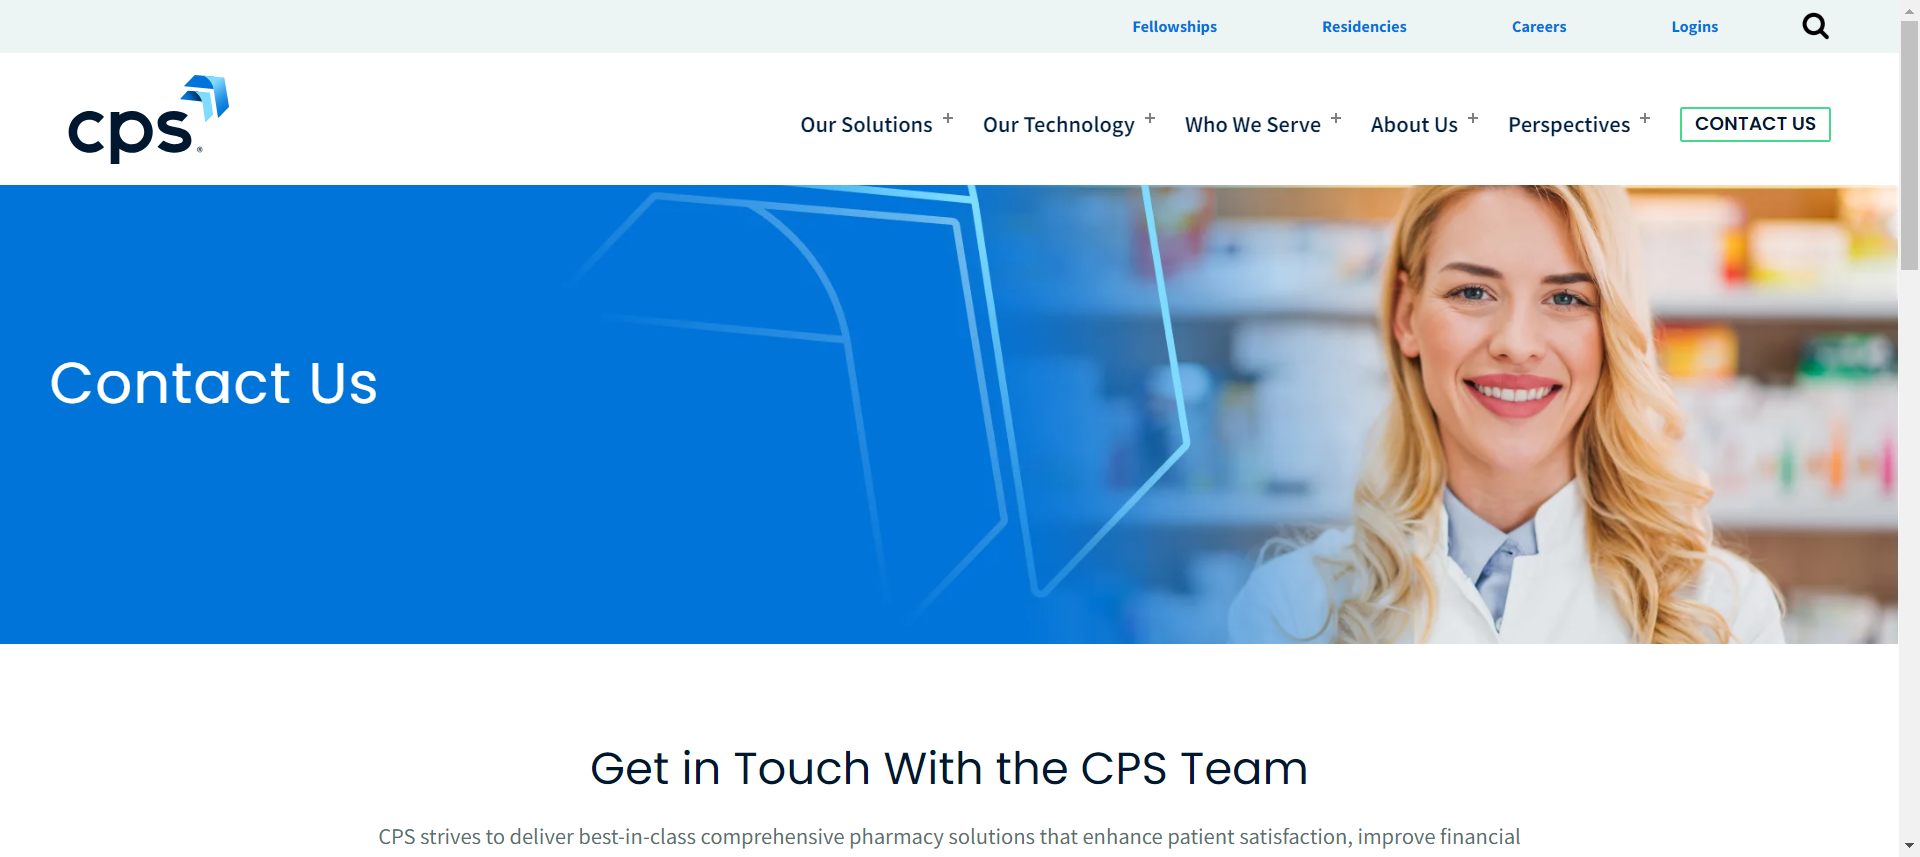 Fellowships Residencies Careers Logins
cps®
Our Solutions + Our Technology + Who We Serve + About Us + Perspectives + CONTACT US
Contact Us
Get in Touch With the CPS Team
CPS strives to deliver best-in-class comprehensive pharmacy solutions that enhance patient satisfaction, improve financial